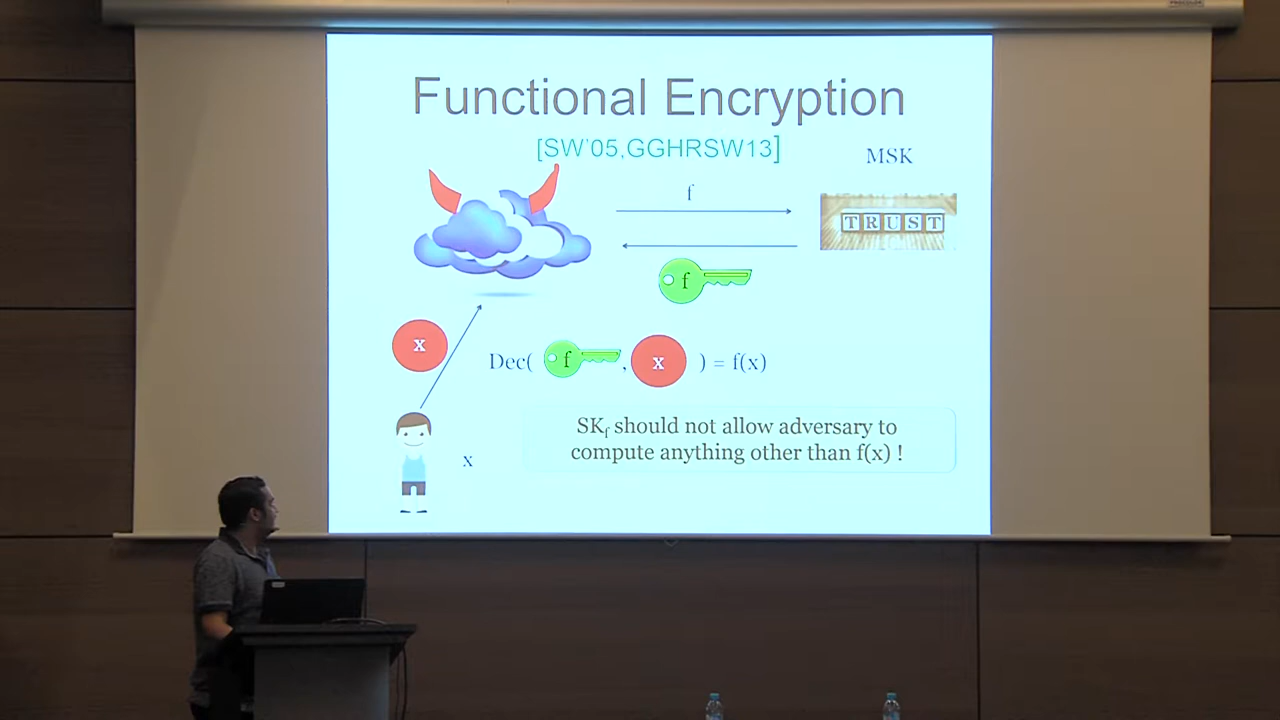 Functional Encryption
[SW'05,GGHRSW13]
MSK
f
TRUST
f
x
Dec( f , x ) = f(x)
SKf should not allow adversary to
compute anything other than f(x) !
x